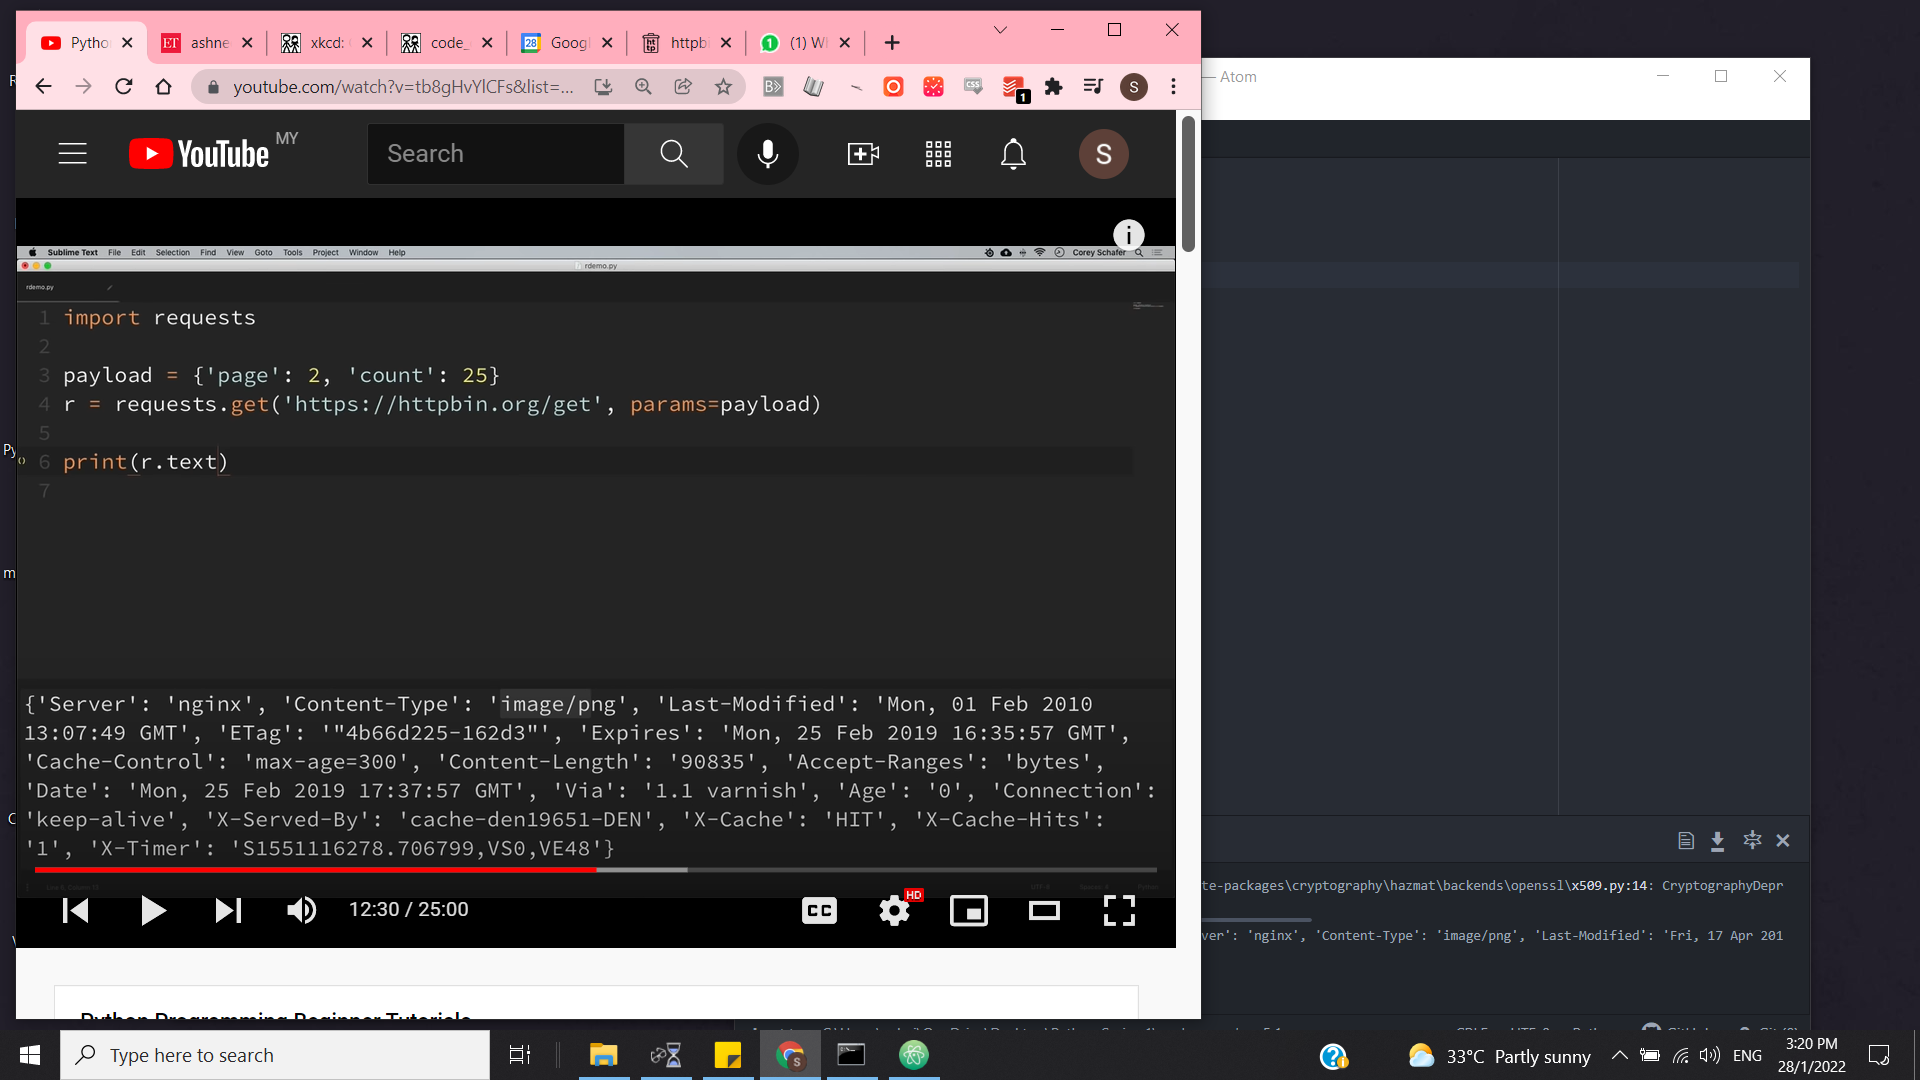 Pytho
ashne
xkcd:
code_
Googl
httpb
(1) W
— Atom
youtube.com/watch?v=tb8gHvYlCFs&list=...
1
S
YouTube MY
Search
S
Sublime Text File Edit Selection Find View Goto Tools Project Window Help
Corey Schafer
rdemo.py
rdemo.py
1 import requests
2
3 payload = {'page': 2, 'count': 25}
4 r = requests.get('https://httpbin.org/get', params=payload)
5
6 print(r.text)
7
{'Server': 'nginx', 'Content-Type': 'image/png', 'Last-Modified': 'Mon, 01 Feb 2010
13:07:49 GMT', 'ETag': '"4b66d225-162d3"', 'Expires': 'Mon, 25 Feb 2019 16:35:57 GMT',
'Cache-Control': 'max-age=300', 'Content-Length': '90835', 'Accept-Ranges': 'bytes',
'Date': 'Mon, 25 Feb 2019 17:37:57 GMT', 'Via': '1.1 varnish', 'Age': '0', 'Connection':
'keep-alive', 'X-Served-By': 'cache-den19651-DEN', 'X-Cache': 'HIT', 'X-Cache-Hits':
'1', 'X-Timer': 'S1551116278.706799,VS0,VE48'}
12:30 / 25:00
HD
CC
te-packages\cryptography\hazmat\backends\openssl\x509.py:14: CryptographyDepr
ver': 'nginx', 'Content-Type': 'image/png', 'Last-Modified': 'Fri, 17 Apr 201
Python Programming Beginner Tutorials
Type here to search
33°C Partly sunny
ENG
3:20 PM
28/1/2022